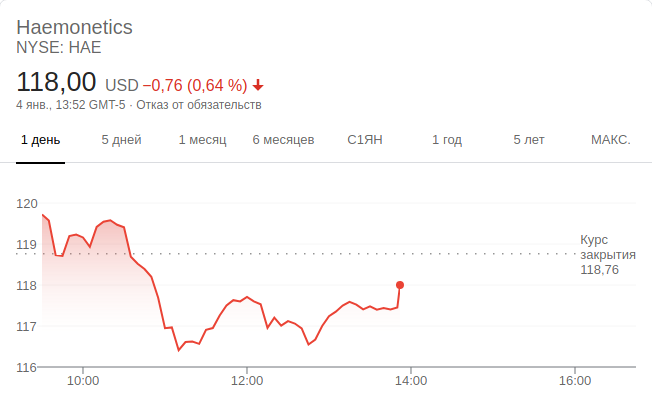 Haemonetics
NYSE: HAE
118,00 USD −0,76 (0,64 %)
4 янв., 13:52 GMT-5 · Отказ от обязательств
1 день 5 дней 1 месяц 6 месяцев С1ЯН 1 год 5 лет МАКС.
120
119
118
117
116
Курс
закрытия
118,76
10:00 12:00 14:00 16:00